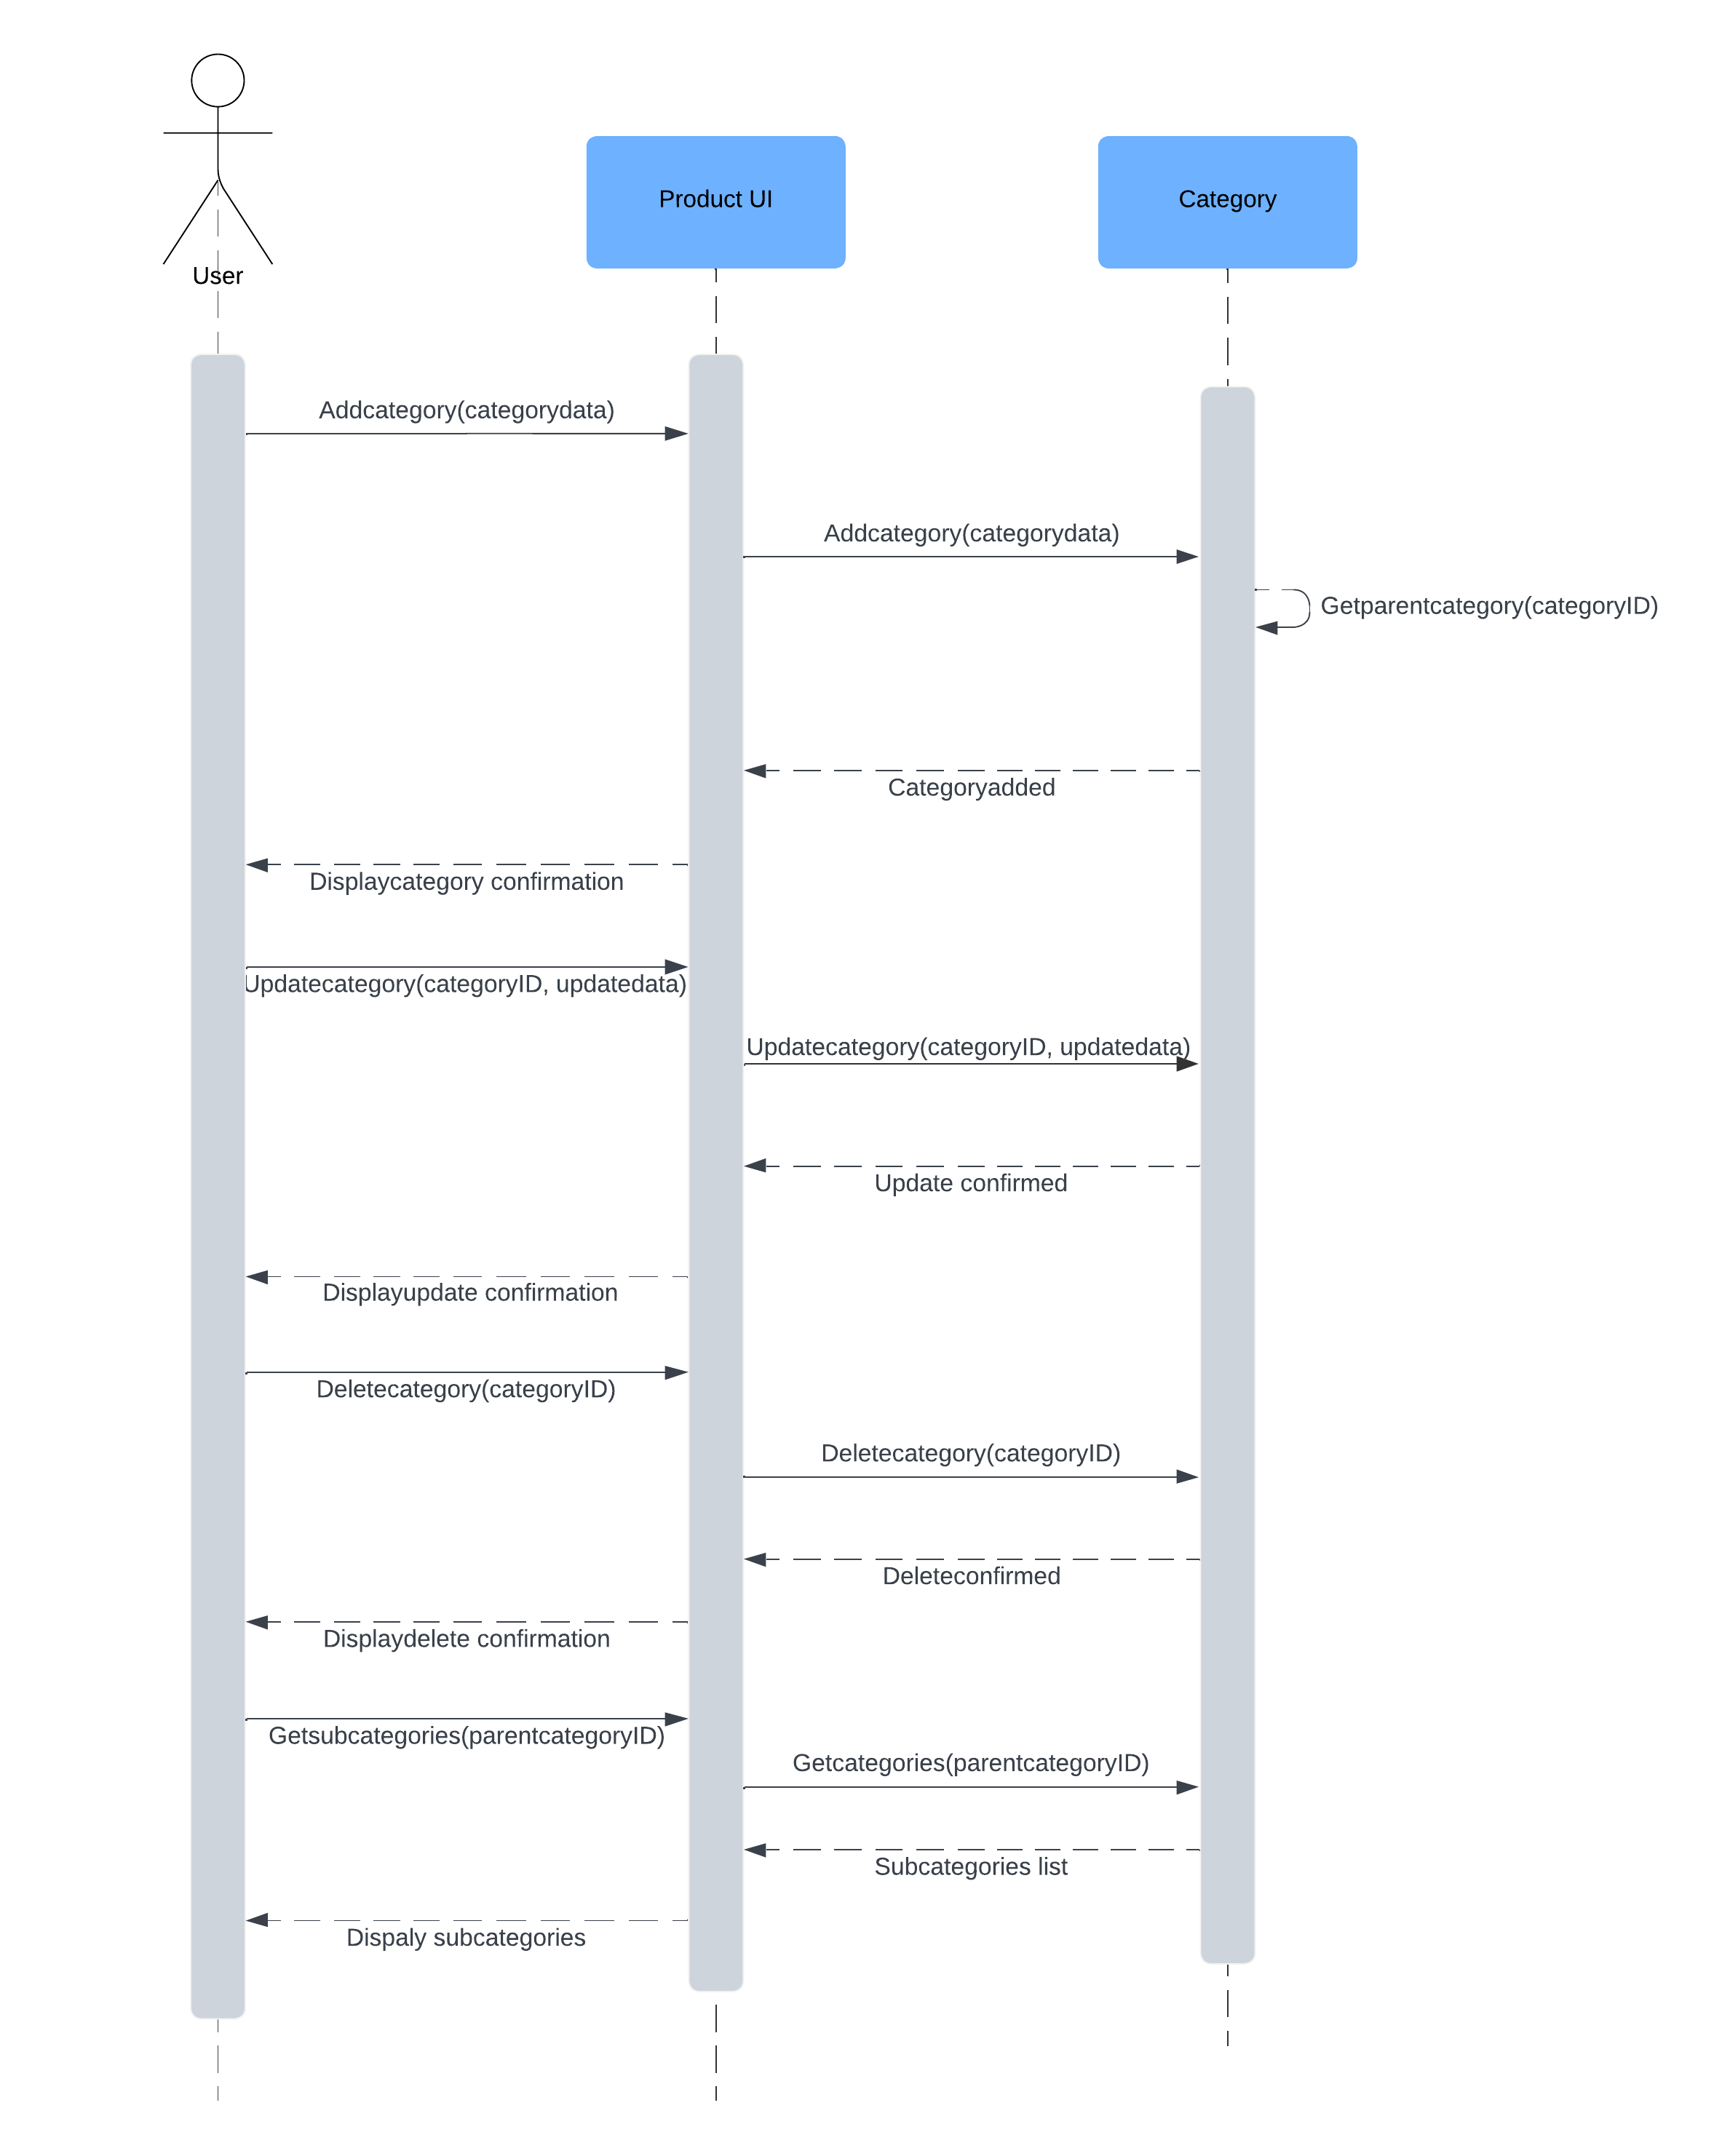 Product UI
Category
User
Addcategory(categorydata)
Addcategory(categorydata)
Getparentcategory(categoryID)
Categoryadded
Displaycategory confirmation
Updatecategory(categoryID, updatedata)
Updatecategory(categoryID, updatedata)
Update confirmed
Displayupdate confirmation
Deletecategory(categoryID)
Deletecategory(categoryID)
Deleteconfirmed
Displaydelete confirmation
Getsubcategories(parentcategoryID)
Getcategories(parentcategoryID)
Subcategories list
Dispaly subcategories